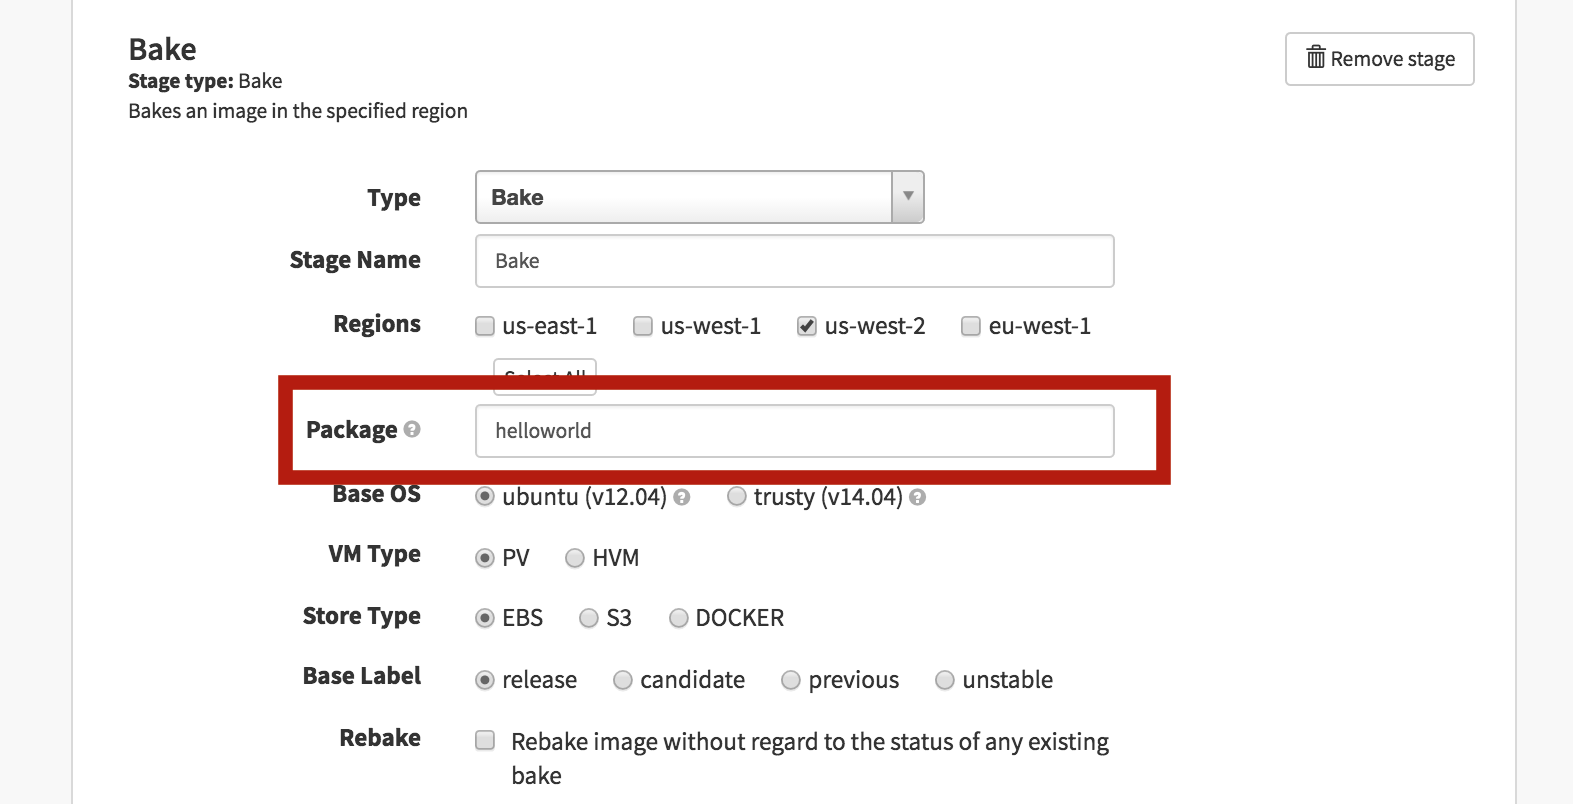 Bake
Remove stage
Stage type: Bake
Bakes an image in the specified region
Type Bake
Stage Name Bake
Regions us-east-1 us-west-1 us-west-2 eu-west-1
Select All
Package helloworld
Base OS ubuntu (v12.04) trusty (v14.04)
VM Type PV HVM
Store Type EBS S3 DOCKER
Base Label release candidate previous unstable
Rebake Rebake image without regard to the status of any existing
bake